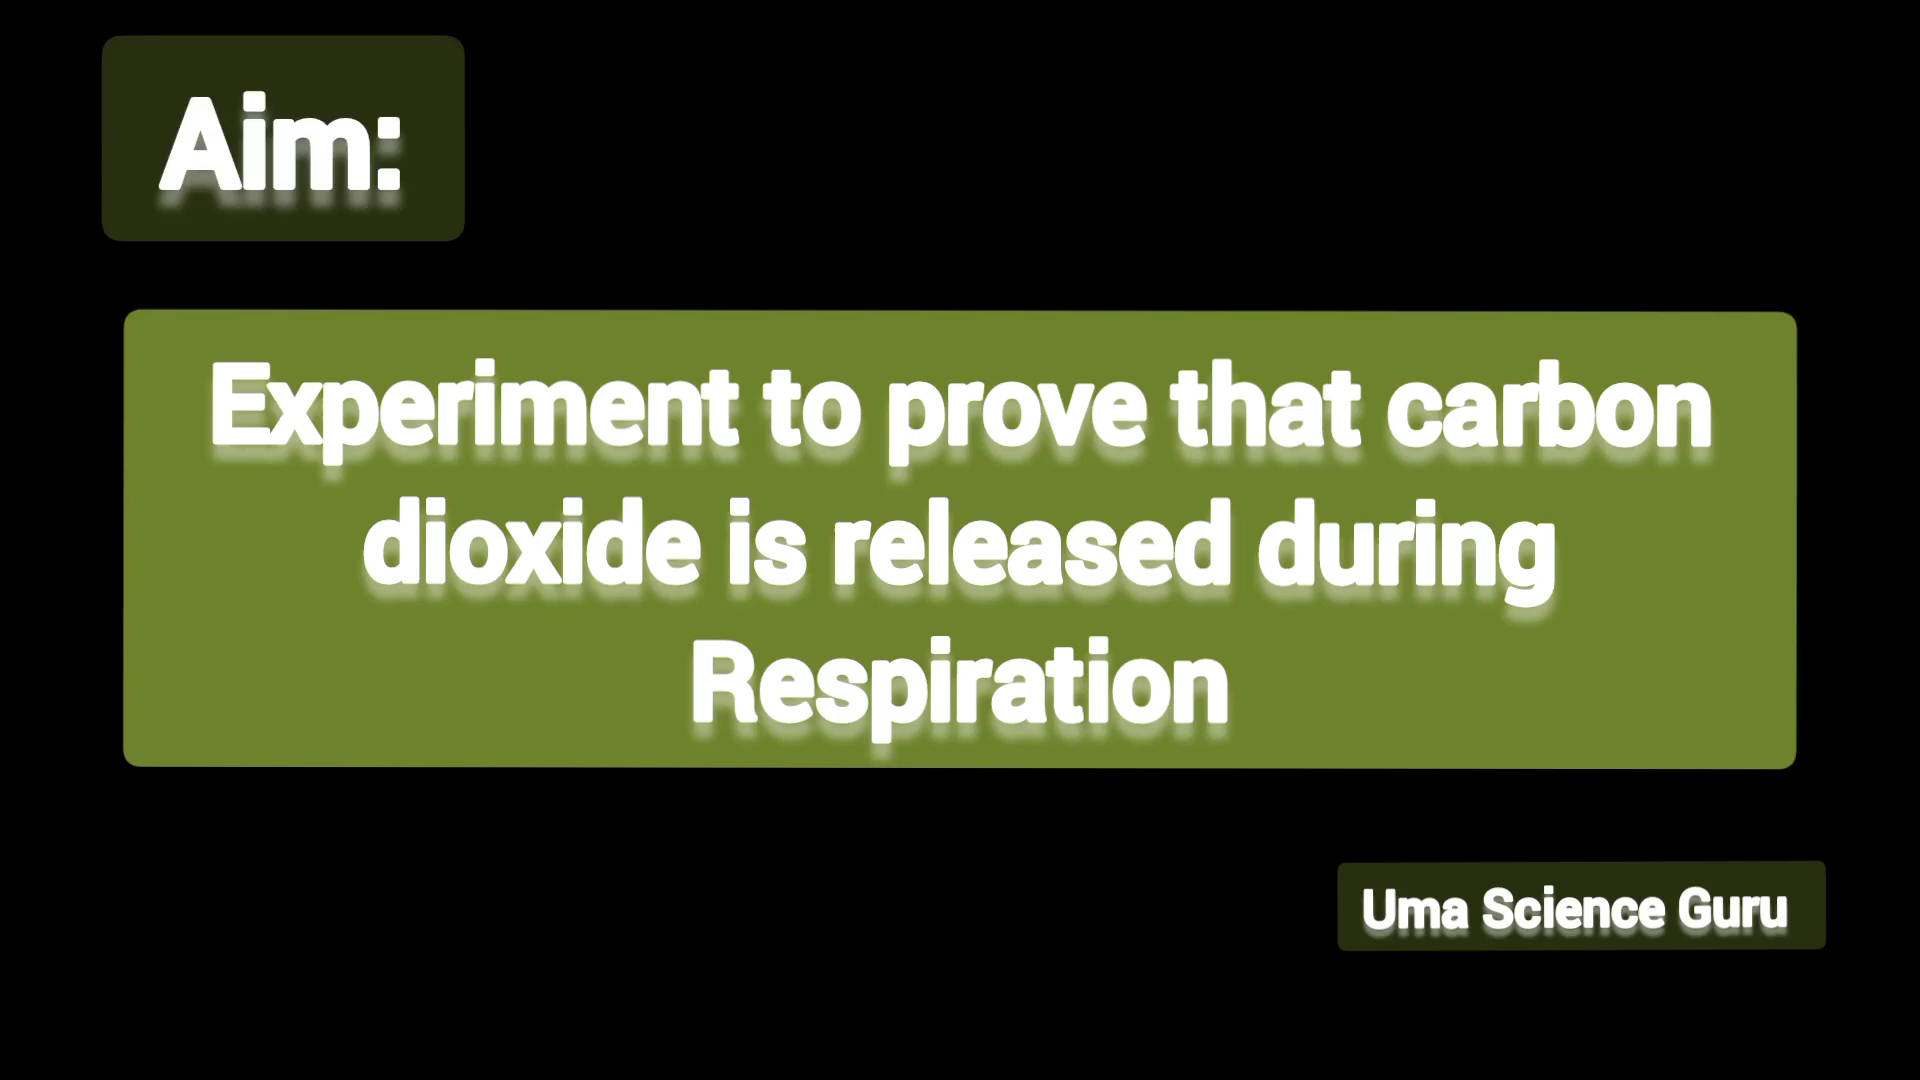 Aim:
Experiment to prove that carbon
dioxide is released during
Respiration
Uma Science Guru